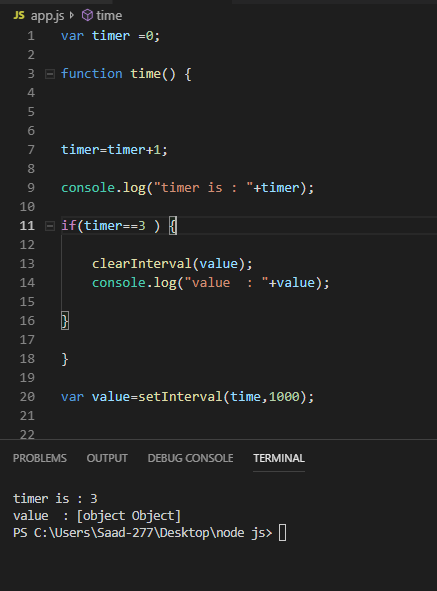 JS app.js > time
1 var timer =0;
2
3 function time() {
4
5
6
7 timer=timer+1;
8
9 console.log("timer is : "+timer);
10
11 if(timer==3 ) {
12
13 clearInterval(value);
14 console.log("value  : "+value);
15
16 }
17
18 }
19
20 var value=setInterval(time,1000);
21
22
PROBLEMS OUTPUT DEBUG CONSOLE TERMINAL
timer is : 3
value  : [object Object]
PS C:\Users\Saad-277\Desktop\node js>